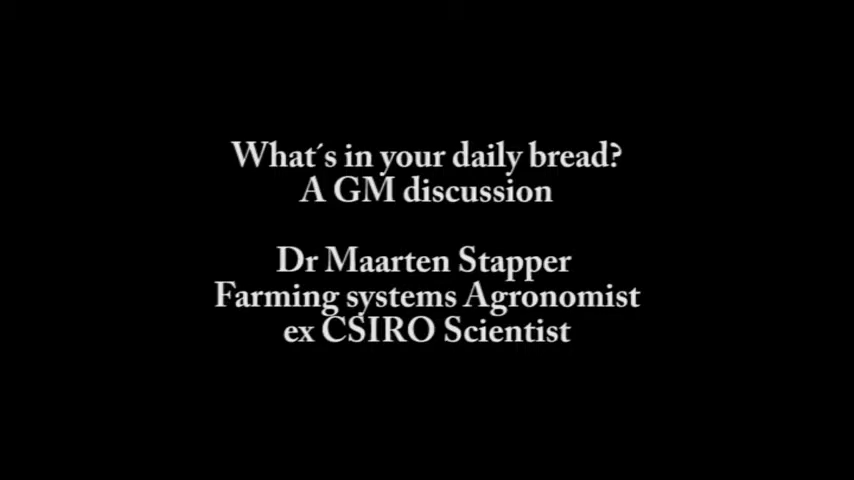 What´s in your daily bread?
A GM discussion
Dr Maarten Stapper
Farming systems Agronomist
ex CSIRO Scientist